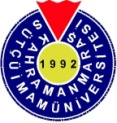 KAHRAMANMARAŞ
SÜTÇÜ İMAM ÜNİVERSİTESİ
1992